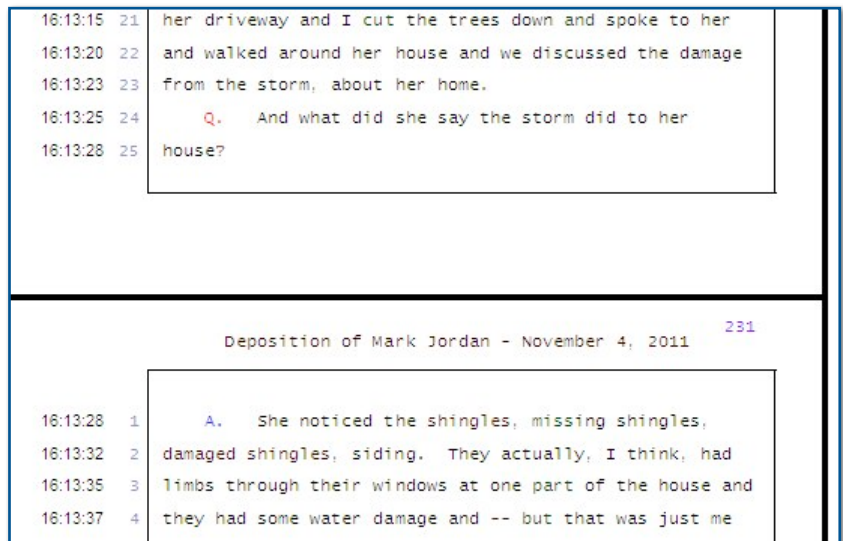 16:13:15 21 her driveway and I cut the trees down and spoke to her
16:13:20 22 and walked around her house and we discussed the damage
16:13:23 23 from the storm, about her home.
16:13:25 24 Q. And what did she say the storm did to her
16:13:28 25 house?
231
Deposition of Mark Jordan - November 4, 2011
16:13:28 1 A. She noticed the shingles, missing shingles,
16:13:32 2 damaged shingles, siding. They actually, I think, had
16:13:35 3 limbs through their windows at one part of the house and
16:13:37 4 they had some water damage and -- but that was just me